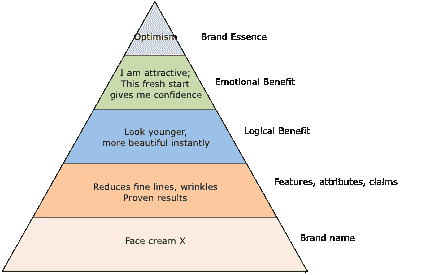 Optimism
Brand Essence
I am attractive;
This fresh start
gives me confidence
Emotional Benefit
Look younger,
more beautiful instantly
Logical Benefit
Reduces fine lines, wrinkles
Proven results
Features, attributes, claims
Face cream X
Brand name